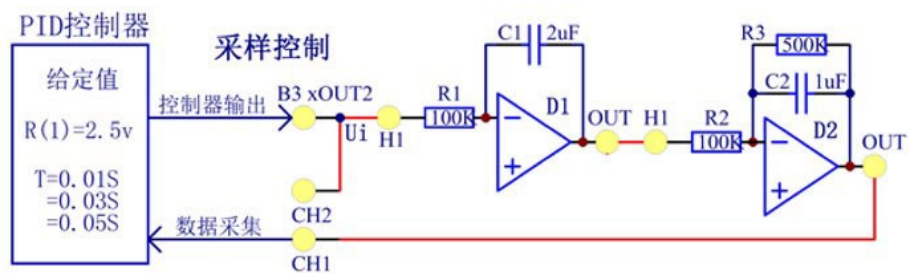 PID控制器
给定值
R(1)=2.5v
T=0.01S
=0.03S
=0.05S
采样控制
控制器输出
数据采集
B3 xOUT2
Ui
H1
CH2
CH1
R1
100K
C1
2uF
D1
+
OUT
H1
R2
100K
R3
500K
C2
1uF
D2
+
OUT